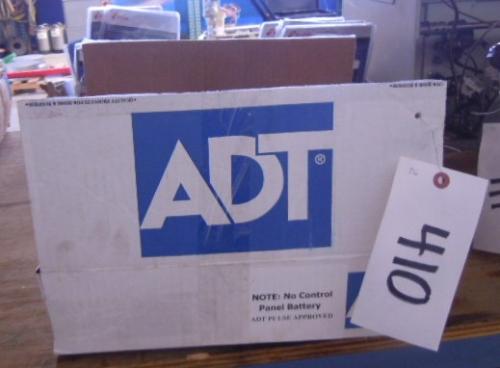 ADT®
NOTE: No Control
Panel Battery
ADT PULSE APPROVED
410